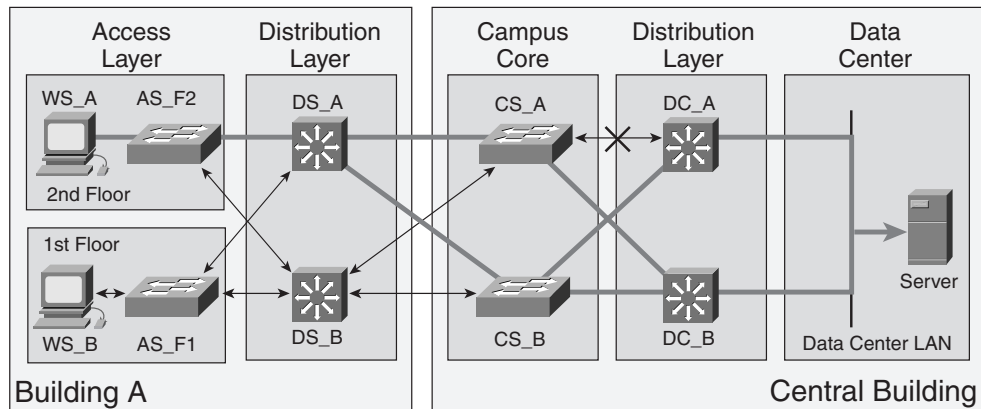 Access
Layer
Distribution
Layer
Campus
Core
Distribution
Layer
Data
Center
WS_A
AS_F2
DS_A
CS_A
DC_A
2nd Floor
1st Floor
Server
WS_B
AS_F1
DS_B
CS_B
DC_B
Data Center LAN
Building A
Central Building